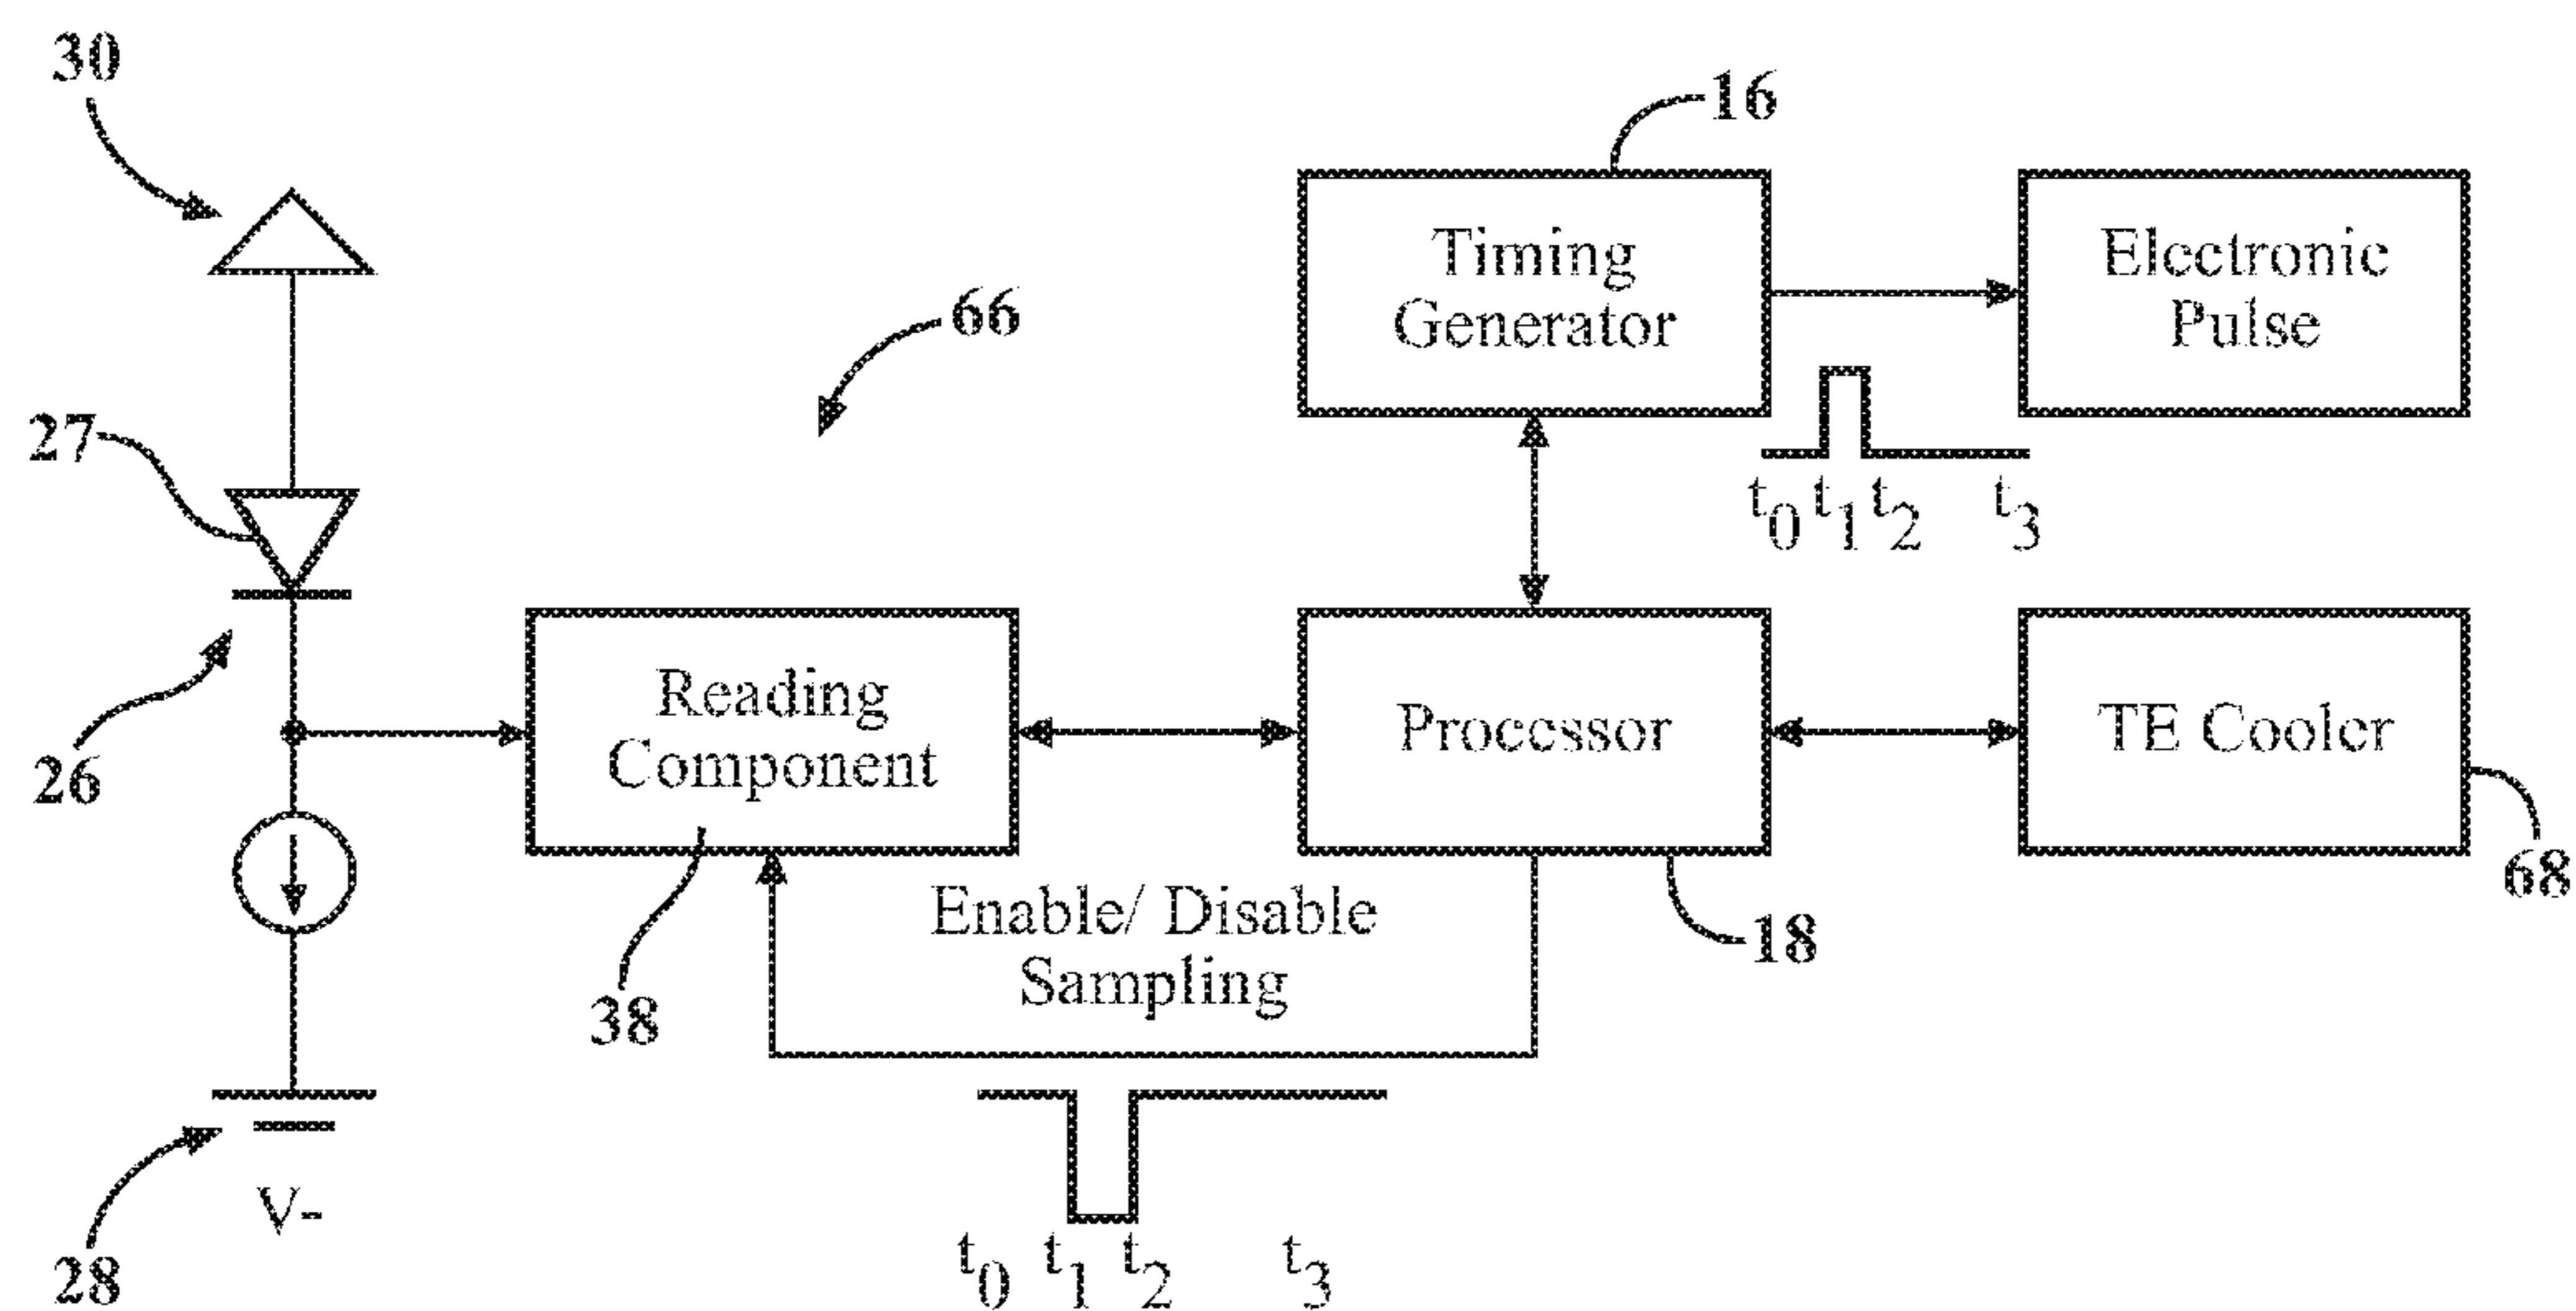 30
16
Timing
Generator
Electronic
Pulse
66
27
t0 t1 t2 t3
Reading
Component
Processor
TE Cooler
26
68
Enable/ Disable
Sampling
18
38
V-
28
t0 t1 t2 t3